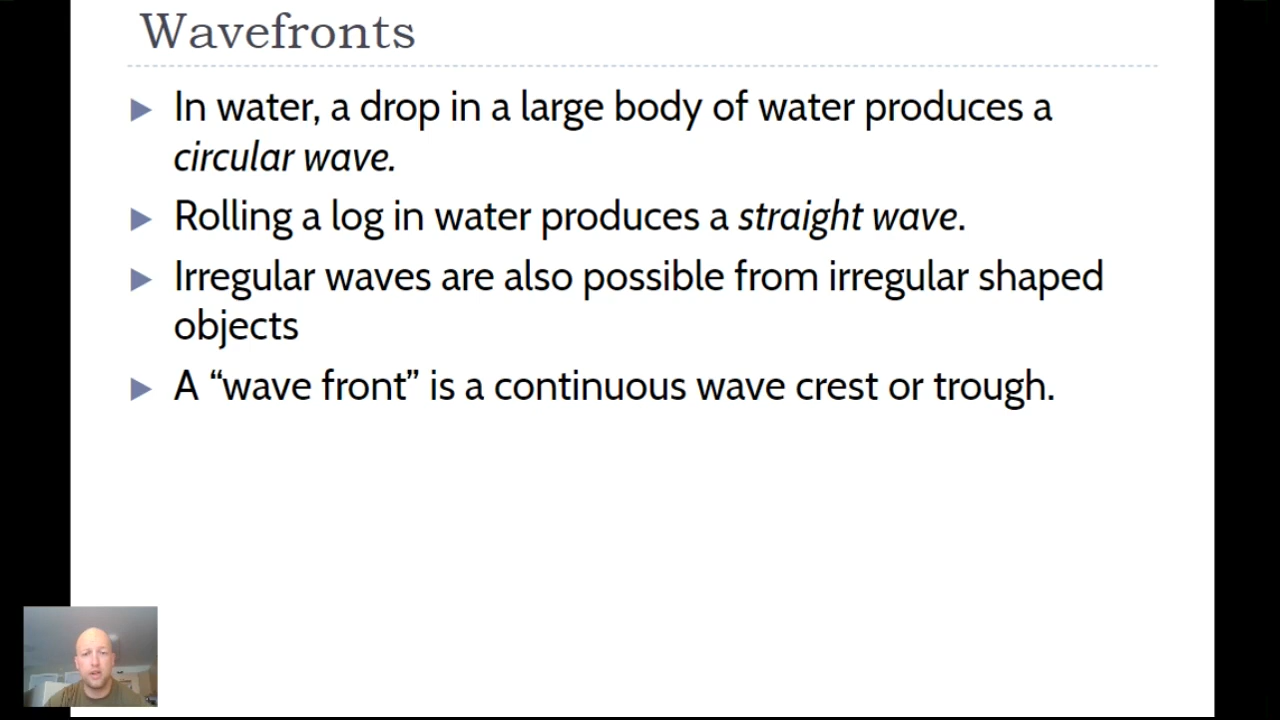 Wavefronts
In water, a drop in a large body of water produces a
circular wave.
Rolling a log in water produces a straight wave.
Irregular waves are also possible from irregular shaped
objects
A “wave front” is a continuous wave crest or trough.